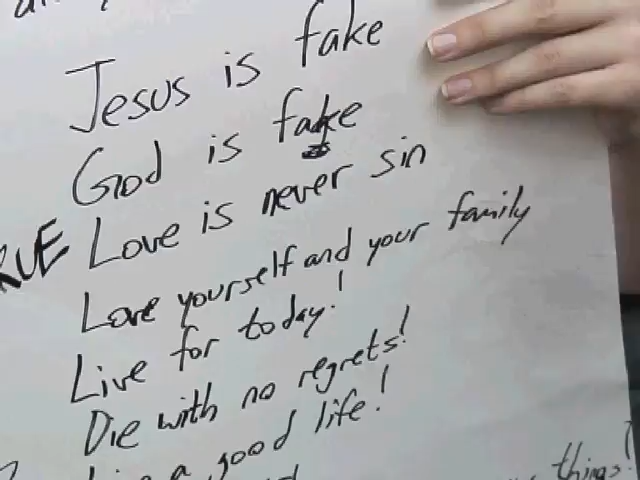 Jesus is fake
God is fake
Love is never sin
Love yourself and your family
Live for today!
Die with no regrets!
a good life!
things!